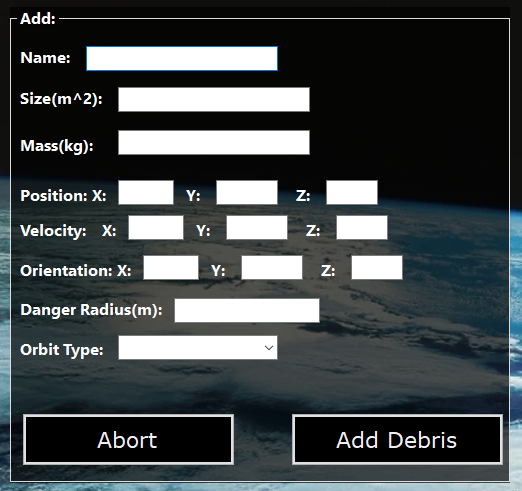 Add:
Name:
Size(m^2):
Mass(kg):
Position: X: Y: Z:
Velocity: X: Y: Z:
Orientation: X: Y: Z:
Danger Radius(m):
Orbit Type:
Abort Add Debris